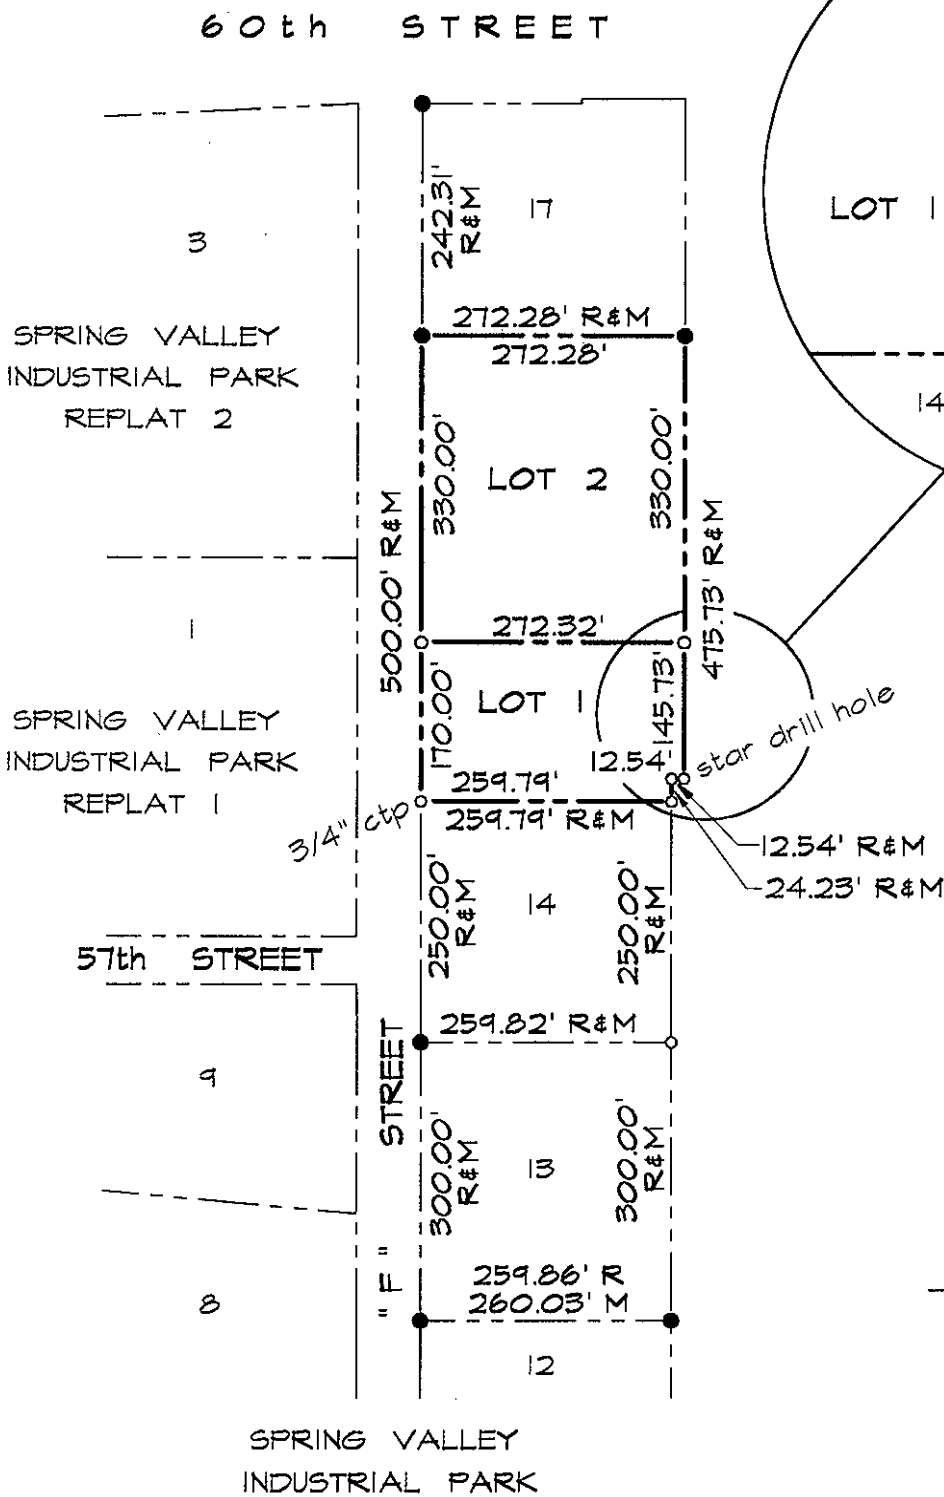 60th STREET
LOT 1
14
17
242.31'
R&M
3
272.28' R&M
272.28'
SPRING VALLEY
INDUSTRIAL PARK
REPLAT 2
330.00'
LOT 2
330.00'
500.00' R&M
475.73' R&M
272.32'
1
170.00'
LOT 1
145.73'
SPRING VALLEY
INDUSTRIAL PARK
REPLAT 1
star drill hole
12.54'
259.79'
259.79' R&M
3/4" ctp
12.54' R&M
24.23' R&M
250.00'
R&M
14
250.00'
R&M
57th STREET
259.82' R&M
9
"F" STREET
300.00'
R&M
13
300.00'
R&M
259.86' R
260.03' M
8
12
SPRING VALLEY
INDUSTRIAL PARK